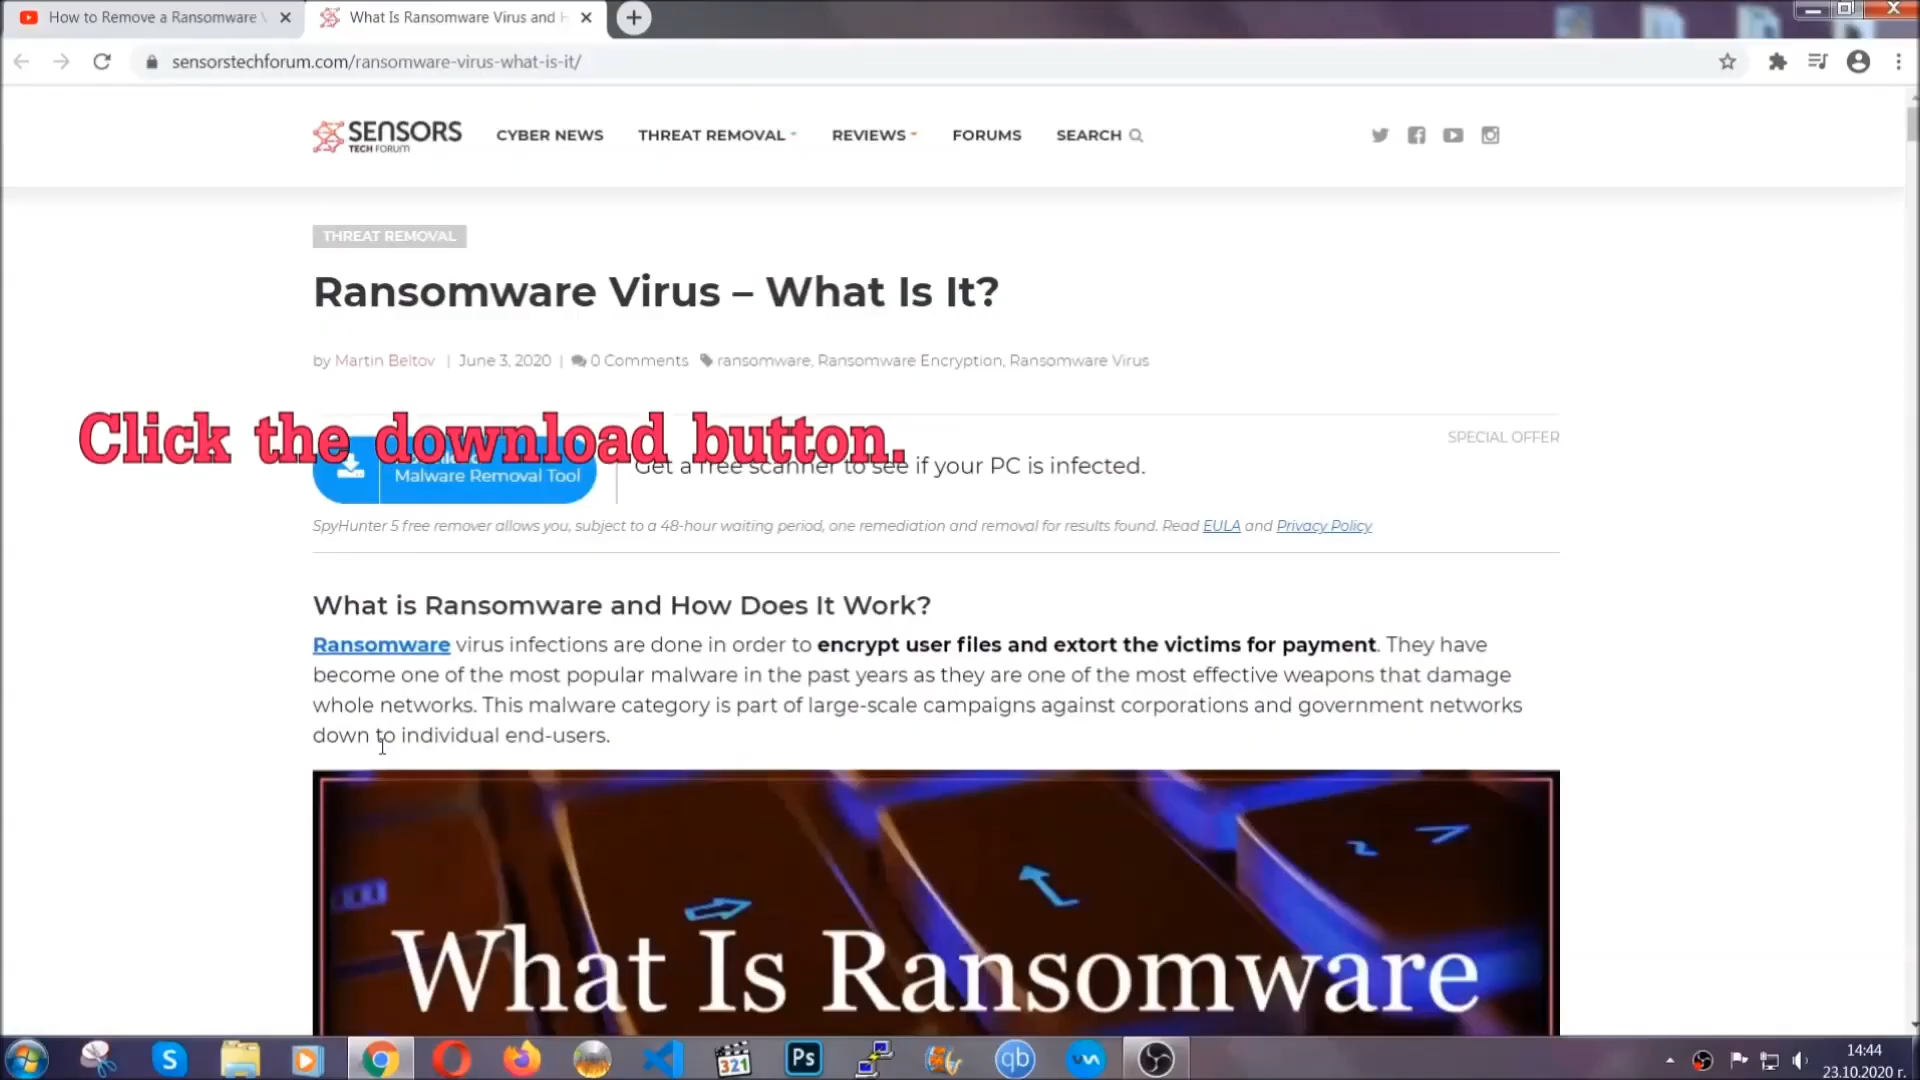 How to Remove a Ransomware
What Is Ransomware Virus and
sensorstechforum.com/ransomware-virus-what-is-it/
SENSORS
TECH FORUM
CYBER NEWS
THREAT REMOVAL
REVIEWS
FORUMS
SEARCH
THREAT REMOVAL
Ransomware Virus – What Is It?
by Martin Beltov | June 3, 2020 | 0 Comments ransomware, Ransomware Encryption, Ransomware Virus
Click the download button.
SPECIAL OFFER
Malware Removal Tool
Get a free scanner to see if your PC is infected.
SpyHunter 5 free remover allows you, subject to a 48-hour waiting period, one remediation and removal for results found. Read EULA and Privacy Policy
What is Ransomware and How Does It Work?
Ransomware virus infections are done in order to encrypt user files and extort the victims for payment. They have
become one of the most popular malware in the past years as they are one of the most effective weapons that damage
whole networks. This malware category is part of large-scale campaigns against corporations and government networks
down to individual end-users.
What Is Ransomware
S
321
Ps
qb
14:44
23.10.2020 г.